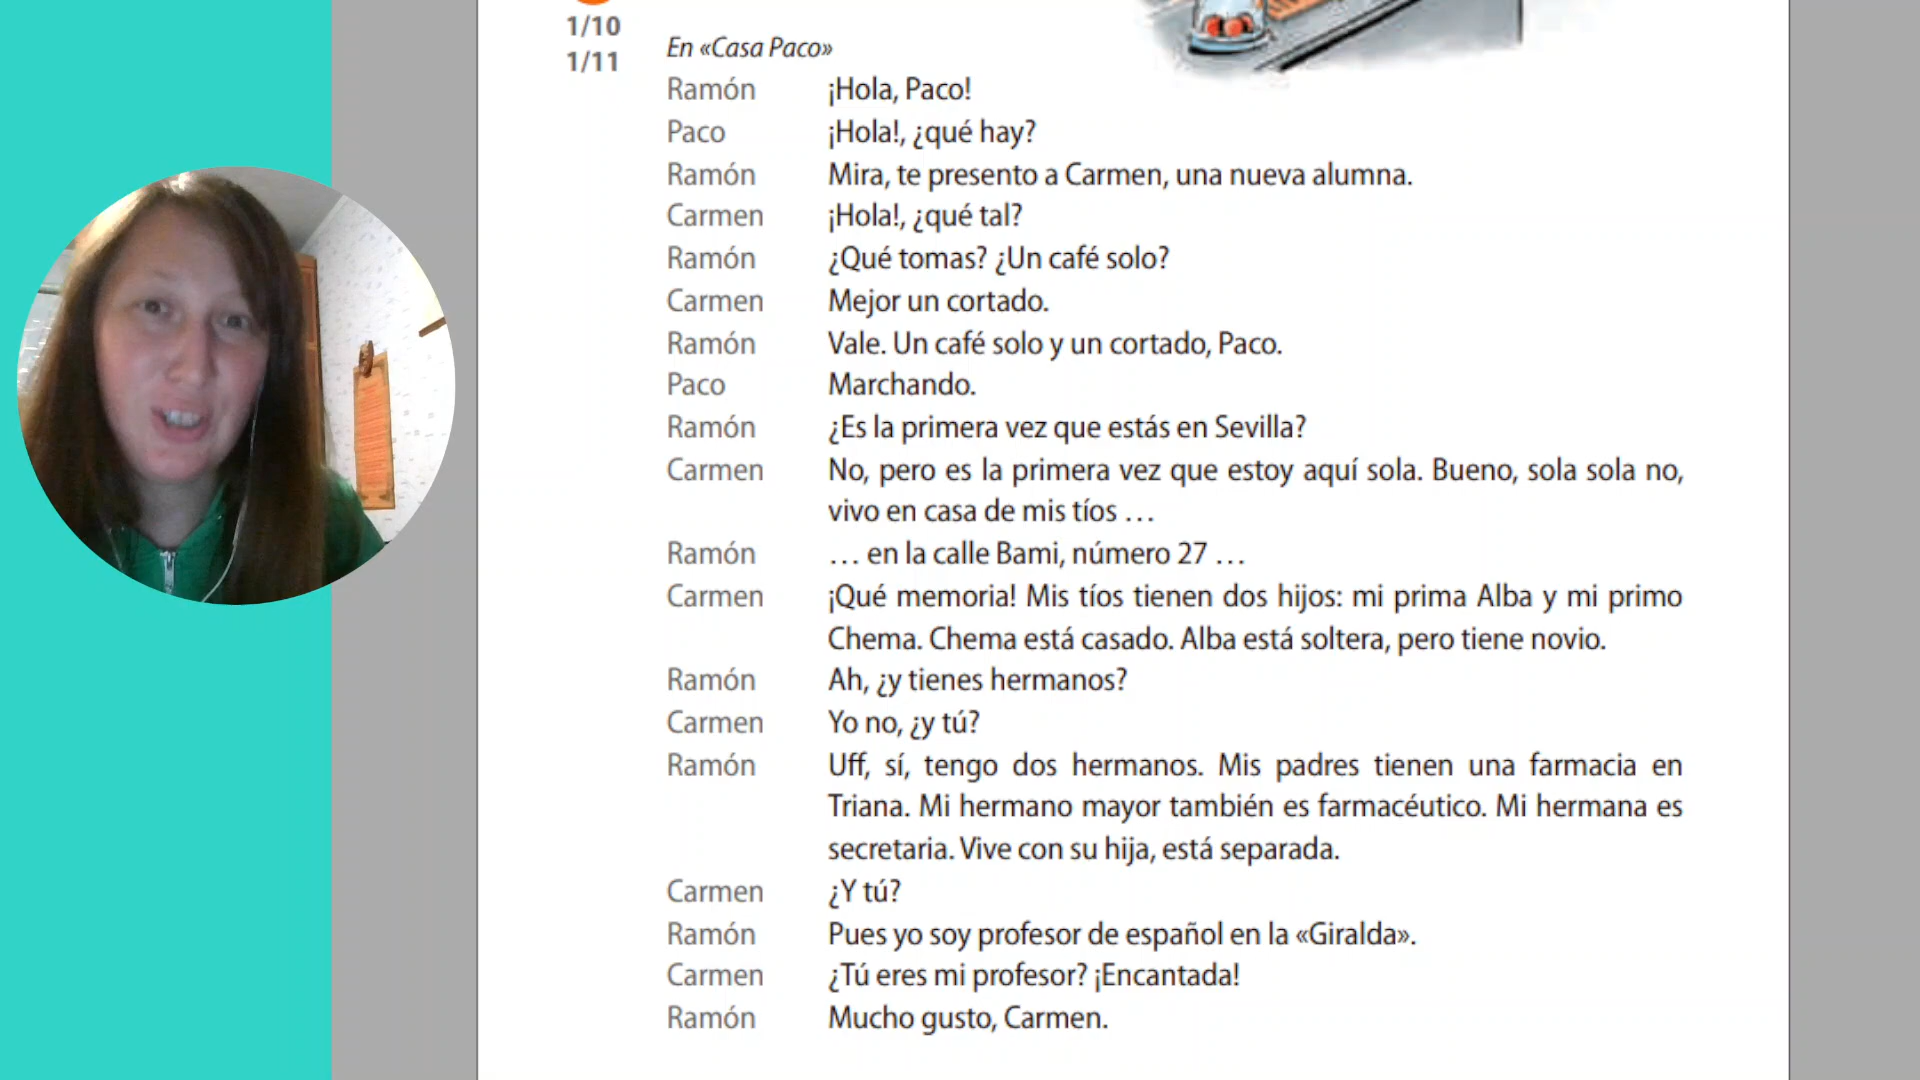 1/10
1/11
En «Casa Paco»
Ramón ¡Hola, Paco!
Paco ¡Hola!, ¿qué hay?
Ramón Mira, te presento a Carmen, una nueva alumna.
Carmen ¡Hola!, ¿qué tal?
Ramón ¿Qué tomas? ¿Un café solo?
Carmen Mejor un cortado.
Ramón Vale. Un café solo y un cortado, Paco.
Paco Marchando.
Ramón ¿Es la primera vez que estás en Sevilla?
Carmen No, pero es la primera vez que estoy aquí sola. Bueno, sola sola no,
vivo en casa de mis tíos …
Ramón … en la calle Bami, número 27 …
Carmen ¡Qué memoria! Mis tíos tienen dos hijos: mi prima Alba y mi primo
Chema. Chema está casado. Alba está soltera, pero tiene novio.
Ramón Ah, ¿y tienes hermanos?
Carmen Yo no, ¿y tú?
Ramón Uff, sí, tengo dos hermanos. Mis padres tienen una farmacia en
Triana. Mi hermano mayor también es farmacéutico. Mi hermana es
secretaria. Vive con su hija, está separada.
Carmen ¿Y tú?
Ramón Pues yo soy profesor de español en la «Giralda».
Carmen ¿Tú eres mi profesor? ¡Encantada!
Ramón Mucho gusto, Carmen.